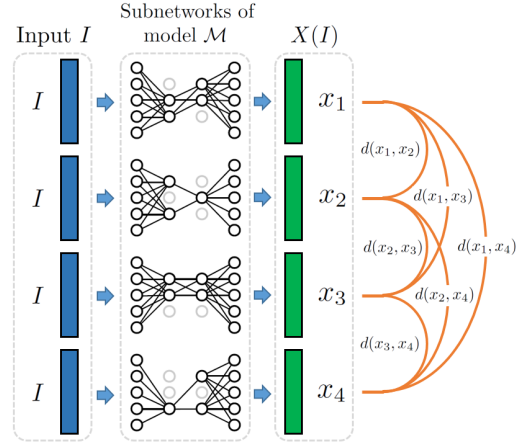 Subnetworks of
Input I
model M
X(I)
I
x1
d(x1, x2)
I
x2
d(x1, x3)
d(x2, x3)
d(x1, x4)
I
x3
d(x2, x4)
d(x3, x4)
I
x4